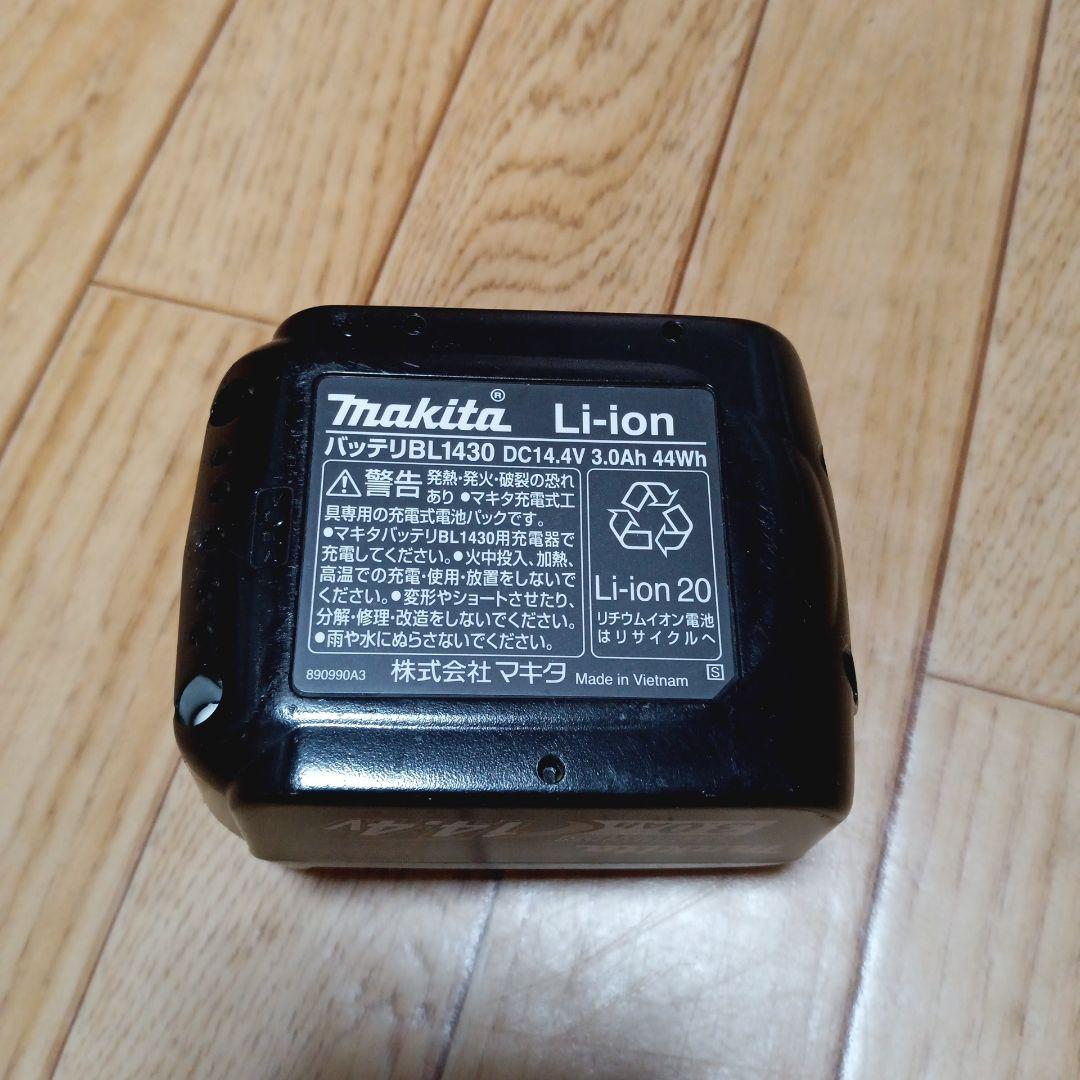 makita® Li-ion
バッテリBL1430 DC14.4V 3.0Ah 44Wh
警告 発熱・発火・破裂の恐れ
あり ●マキタ充電式工
具専用の充電式電池パックです。
●マキタバッテリBL1430用充電器で
充電してください。●火中投入、加熱、
高温での充電・使用・放置をしないで
ください。●変形やショートさせたり、
分解・修理・改造をしないでください。
●雨や水にぬらさないでください。
Li-ion 20
リチウムイオン電池
はリサイクルへ
890990A3 株式会社 マキタ Made in Vietnam S
3.0Ah 14.4V